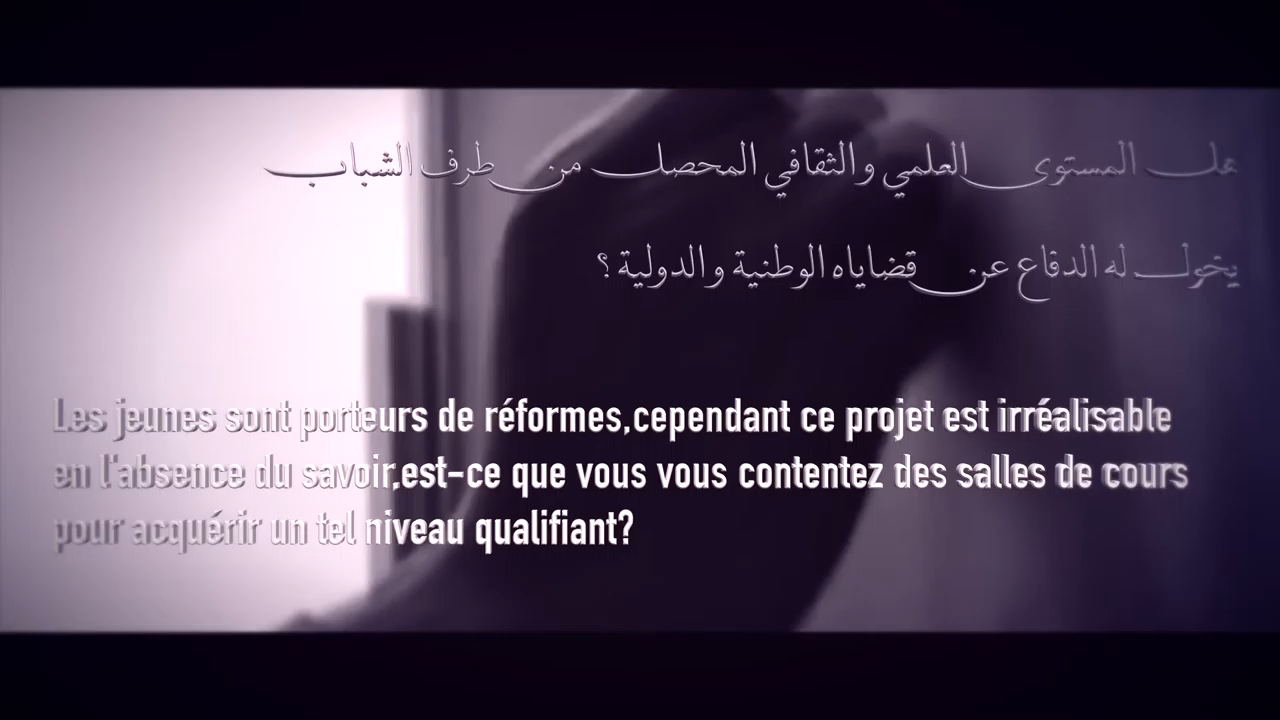 هل المستوى العلمي و الثقافي المحصل من طرف الشباب
يخول له الدفاع عن قضاياه الوطنية و الدولية ؟
Les jeunes sont porteurs de réformes,cependant ce projet est irréalisable
en l'absence du savoir,est-ce que vous vous contentez des salles de cours
pour acquérir un tel niveau qualifiant?